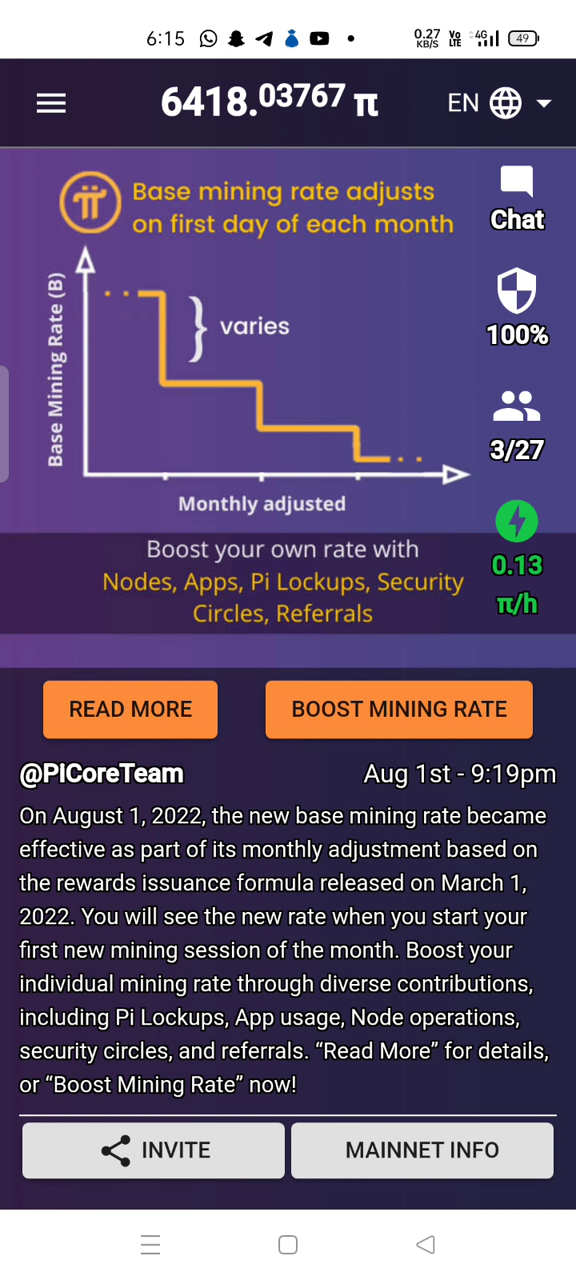 6:15
0.27 KB/S
Vo LTE
4G
49
6418.03767 π
EN
Base mining rate adjusts
on first day of each month
Chat
Base Mining Rate (B)
varies
100%
3/27
Monthly adjusted
Boost your own rate with
Nodes, Apps, Pi Lockups, Security
Circles, Referrals
0.13
π/h
READ MORE
BOOST MINING RATE
@PiCoreTeam
Aug 1st - 9:19pm
On August 1, 2022, the new base mining rate became
effective as part of its monthly adjustment based on
the rewards issuance formula released on March 1,
2022. You will see the new rate when you start your
first new mining session of the month. Boost your
individual mining rate through diverse contributions,
including Pi Lockups, App usage, Node operations,
security circles, and referrals. “Read More” for details,
or “Boost Mining Rate” now!
INVITE
MAINNET INFO